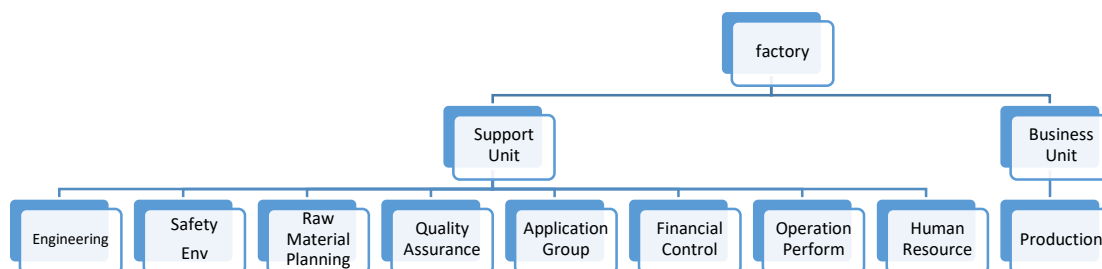 factory
Support
Unit
Business
Unit
Engineering
Safety
Env
Raw
Material
Planning
Quality
Assurance
Application
Group
Financial
Control
Operation
Perform
Human
Resource
Production